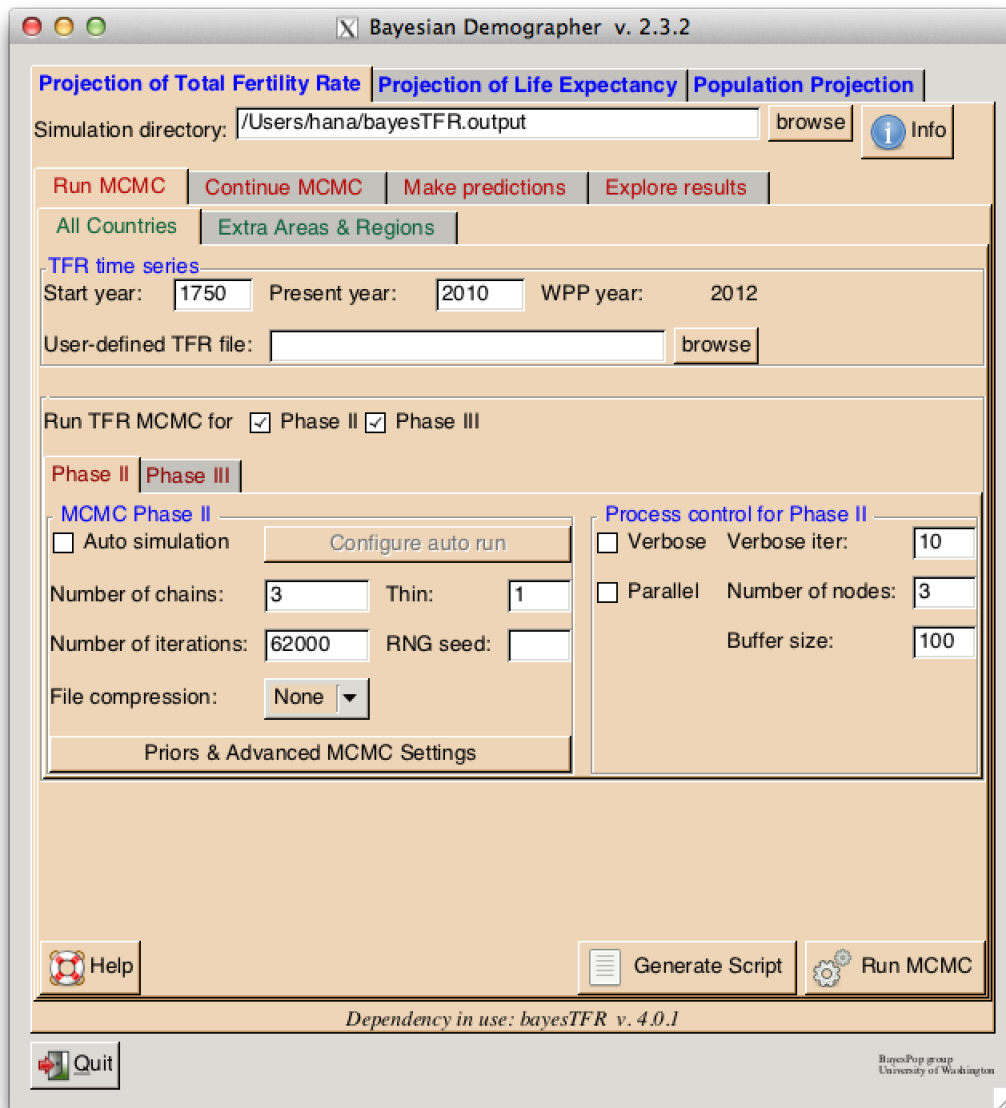 X Bayesian Demographer v. 2.3.2
Projection of Total Fertility Rate Projection of Life Expectancy Population Projection
Simulation directory: /Users/hana/bayesTFR.output browse i Info
Run MCMC Continue MCMC Make predictions Explore results
All Countries Extra Areas & Regions
TFR time series
Start year: 1750 Present year: 2010 WPP year: 2012
User-defined TFR file: browse
Run TFR MCMC for Phase II Phase III
Phase II Phase III
MCMC Phase II Process control for Phase II
Auto simulation Configure auto run Verbose Verbose iter: 10
Number of chains: 3 Thin: 1 Parallel Number of nodes: 3
Number of iterations: 62000 RNG seed: Buffer size: 100
File compression: None
Priors & Advanced MCMC Settings
Help Generate Script Run MCMC
Dependency in use: bayesTFR v. 4.0.1
Quit BayesPop group
University of Washington